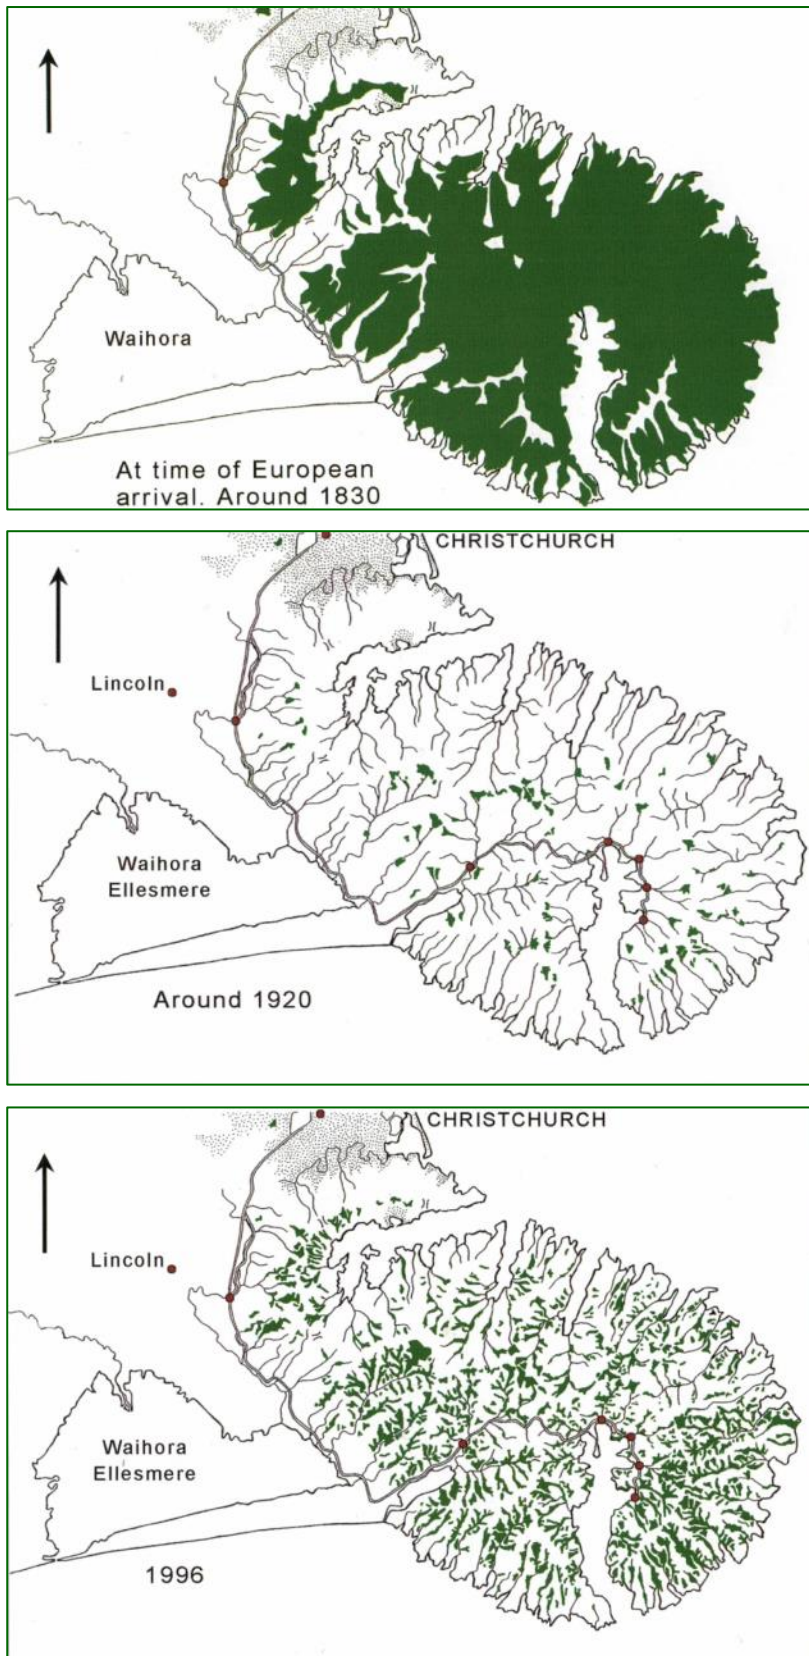 Waihora
At time of European
arrival. Around 1830
CHRISTCHURCH
Lincoln
Waihora
Ellesmere
Around 1920
CHRISTCHURCH
Lincoln
Waihora
Ellesmere
1996